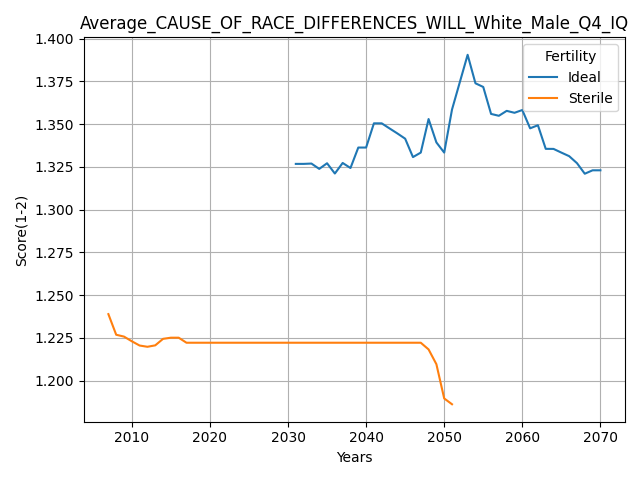 Average_CAUSE_OF_RACE_DIFFERENCES_WILL_White_Male_Q4_IQ
1.400
1.375
1.350
1.325
1.300
1.275
1.250
1.225
1.200
Score(1-2)
Fertility
Ideal
Sterile
2010 2020 2030 2040 2050 2060 2070
Years